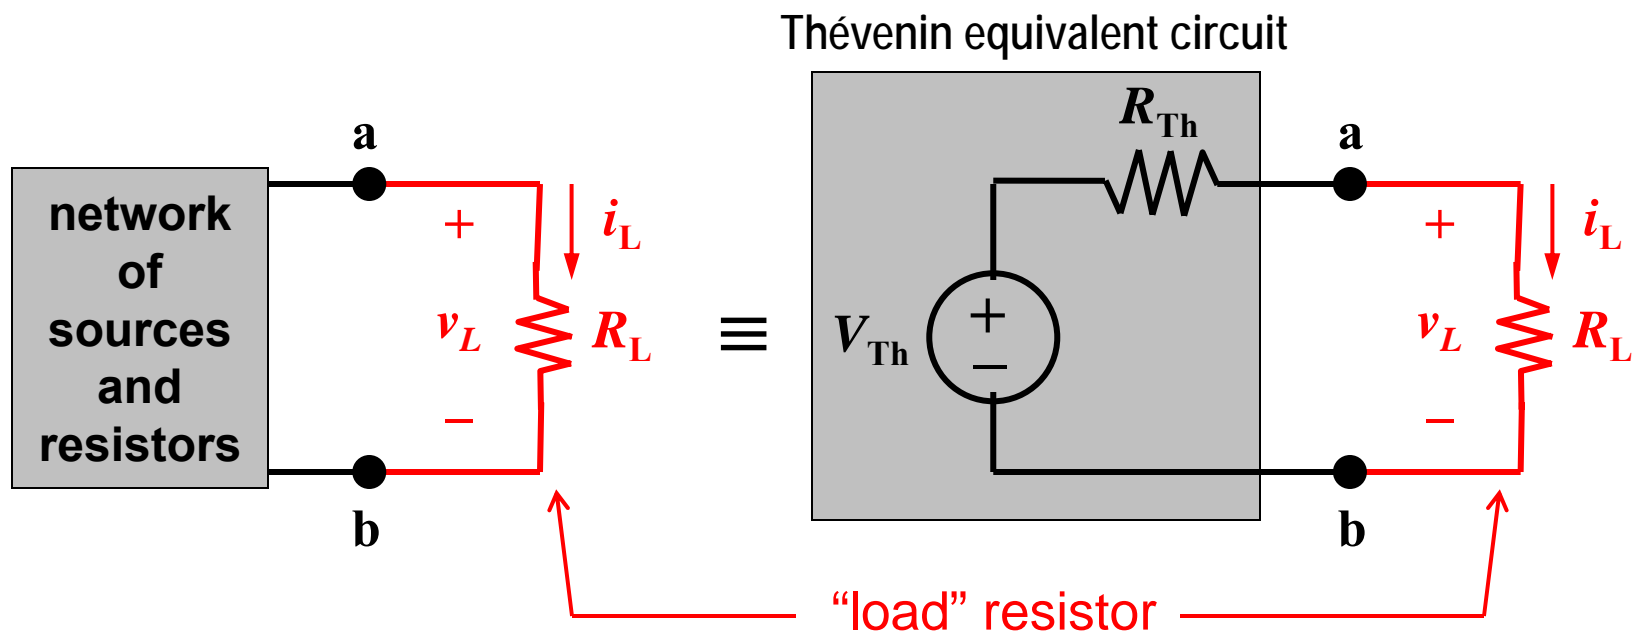 Thévenin equivalent circuit
network
of
sources
and
resistors
a
+
v_L
−
i_L
R_L
b
≡
V_Th
+
−
R_Th
a
+
v_L
−
i_L
R_L
b
“load” resistor